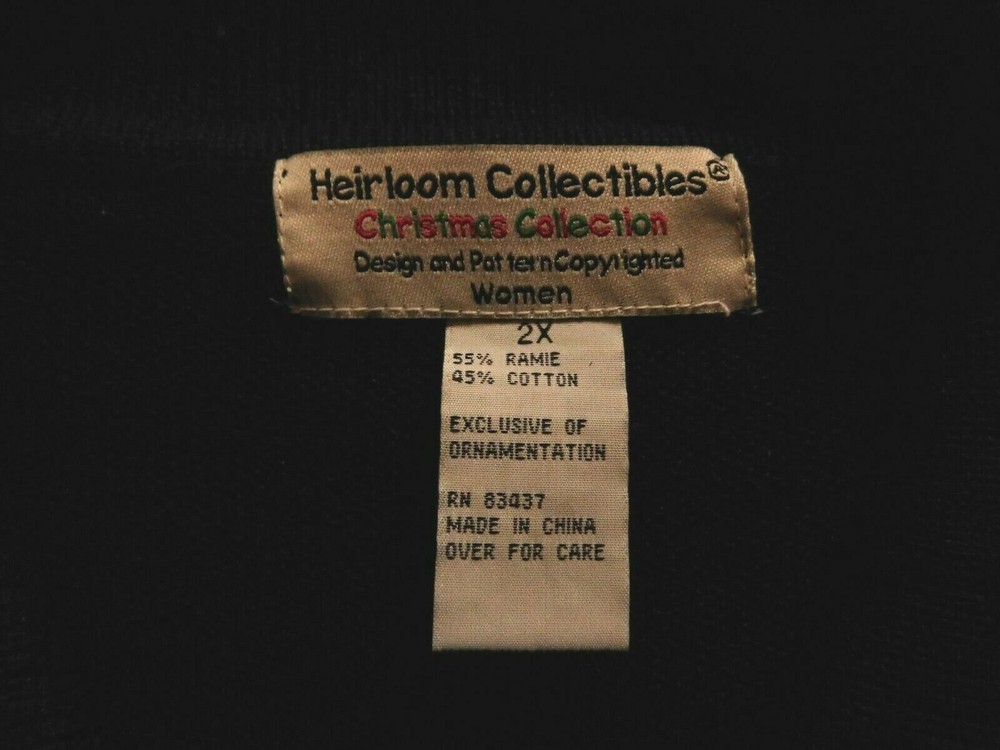 Heirloom Collectibles®
Christmas Collection
Design and Pattern Copyrighted
Women
2X
55% RAMIE
45% COTTON
EXCLUSIVE OF
ORNAMENTATION
RN 83437
MADE IN CHINA
OVER FOR CARE